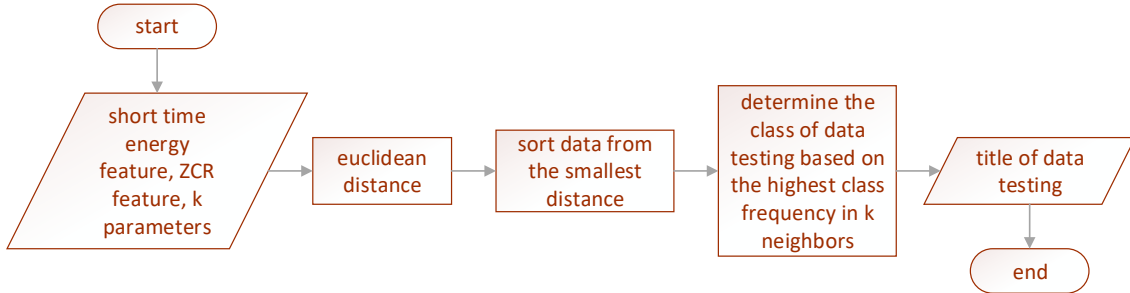 start
short time
energy
feature, ZCR
feature, k
parameters
euclidean
distance
sort data from
the smallest
distance
determine the
class of data
testing based on
the highest class
frequency in k
neighbors
title of data
testing
end